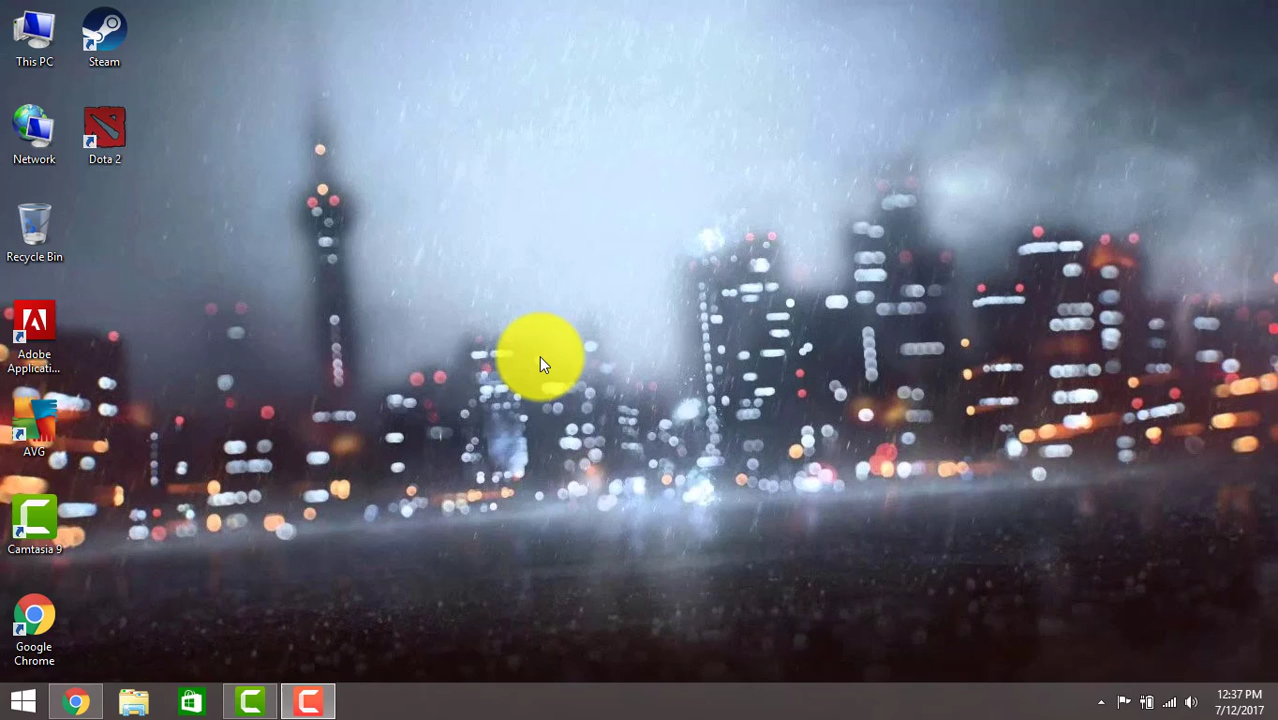 This PC
Steam
Network
Dota 2
Recycle Bin
Adobe
Applicati...
AVG
Camtasia 9
Google
Chrome
12:37 PM
7/12/2017